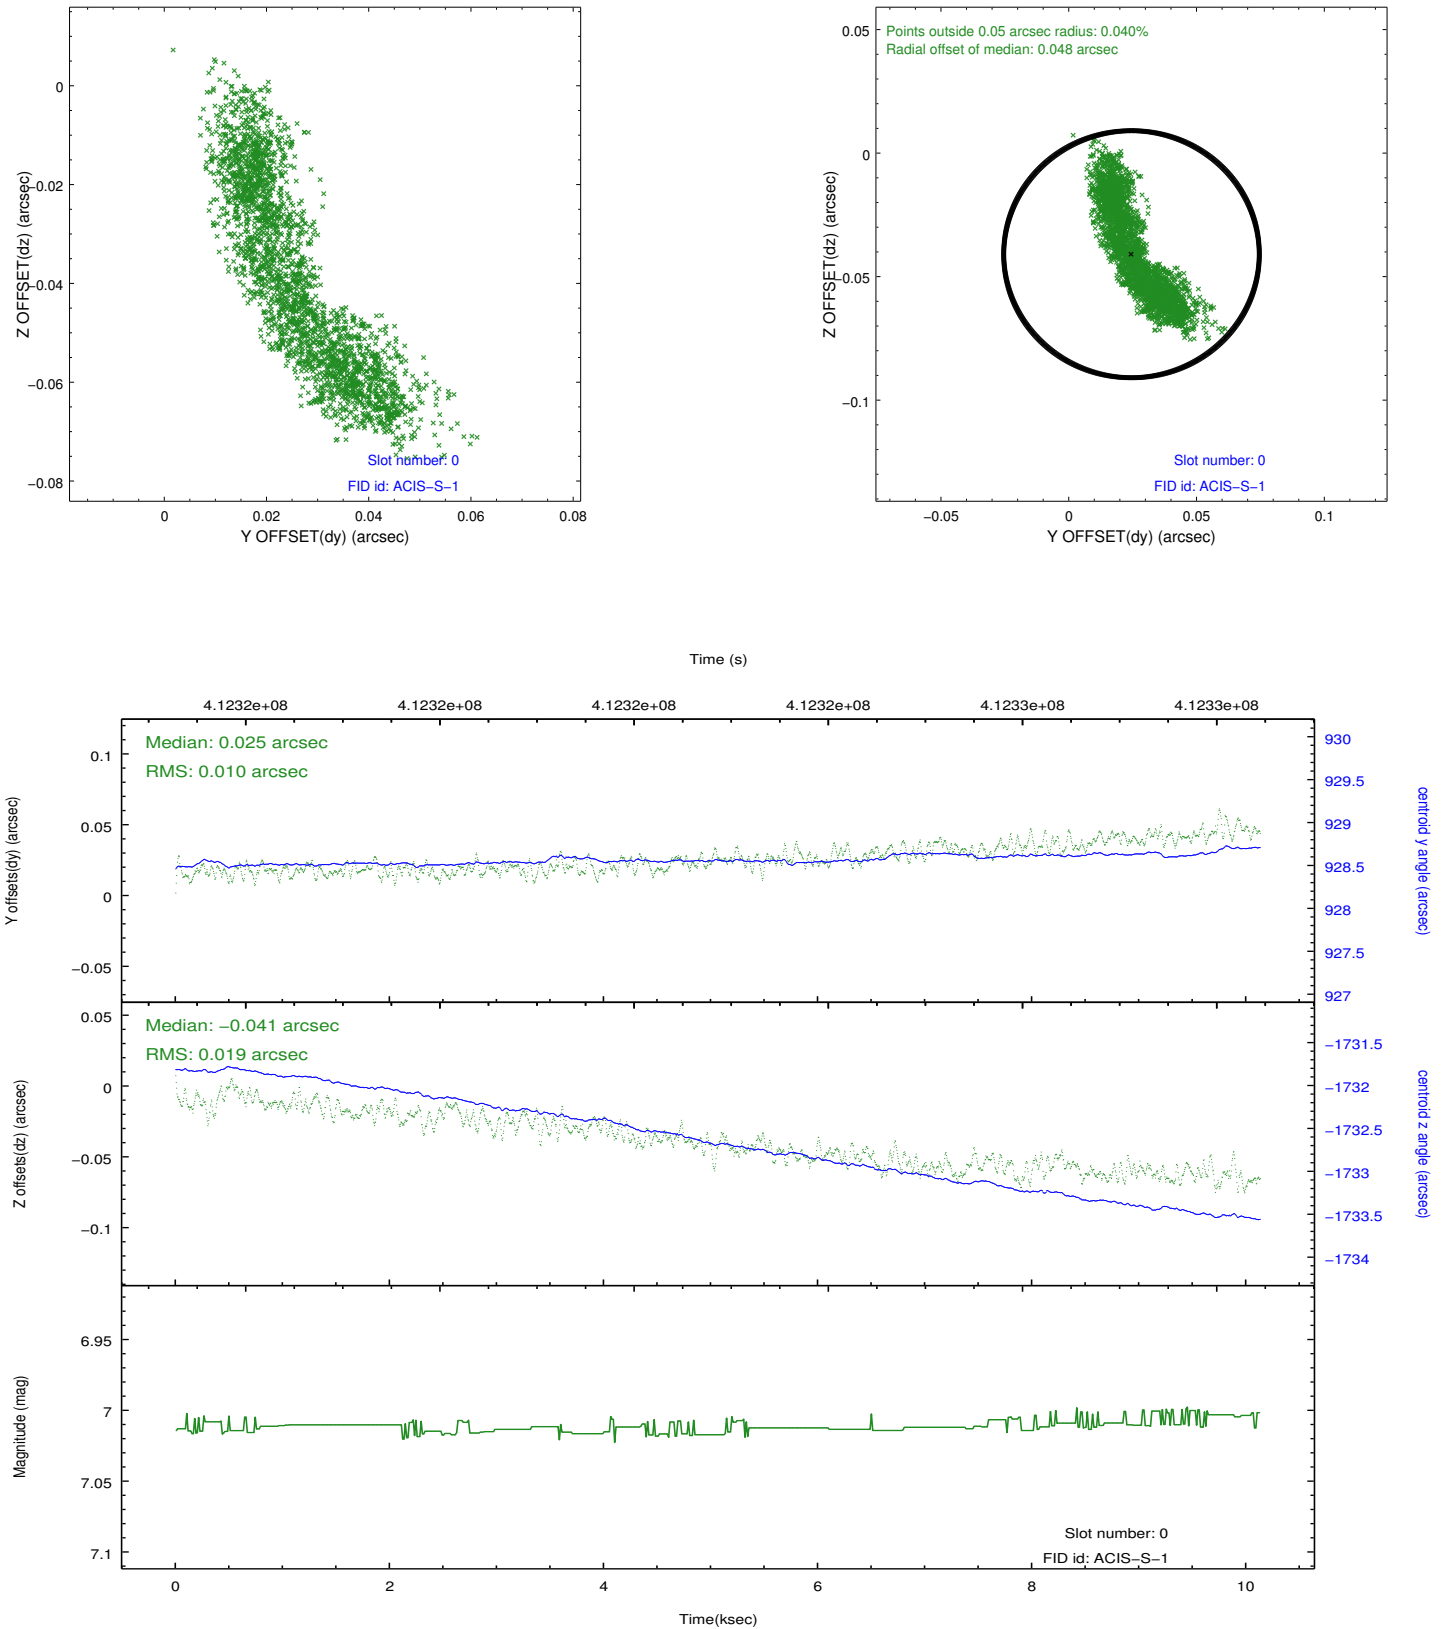 0
−0.02
−0.04
−0.06
−0.08
Z OFFSET(dz) (arcsec)
Slot number: 0
FID id: ACIS−S−1
0 0.02 0.04 0.06 0.08
Y OFFSET(dy) (arcsec)
Points outside 0.05 arcsec radius: 0.040%
Radial offset of median: 0.048 arcsec
0.05
0
−0.05
−0.1
Z OFFSET(dz) (arcsec)
Slot number: 0
FID id: ACIS−S−1
−0.05 0 0.05 0.1
Y OFFSET(dy) (arcsec)
Time (s)
4.1232e+08 4.1232e+08 4.1232e+08 4.1232e+08 4.1233e+08 4.1233e+08
Median: 0.025 arcsec
RMS: 0.010 arcsec
0.1
0.05
0
−0.05
Y offsets(dy) (arcsec)
930
929.5
929
928.5
928
927.5
927
centroid y angle (arcsec)
Median: −0.041 arcsec
RMS: 0.019 arcsec
0.05
0
−0.05
−0.1
Z offsets(dz) (arcsec)
−1731.5
−1732
−1732.5
−1733
−1733.5
−1734
centroid z angle (arcsec)
6.95
7
7.05
7.1
Magnitude (mag)
Slot number: 0
FID id: ACIS−S−1
0 2 4 6 8 10
Time(ksec)